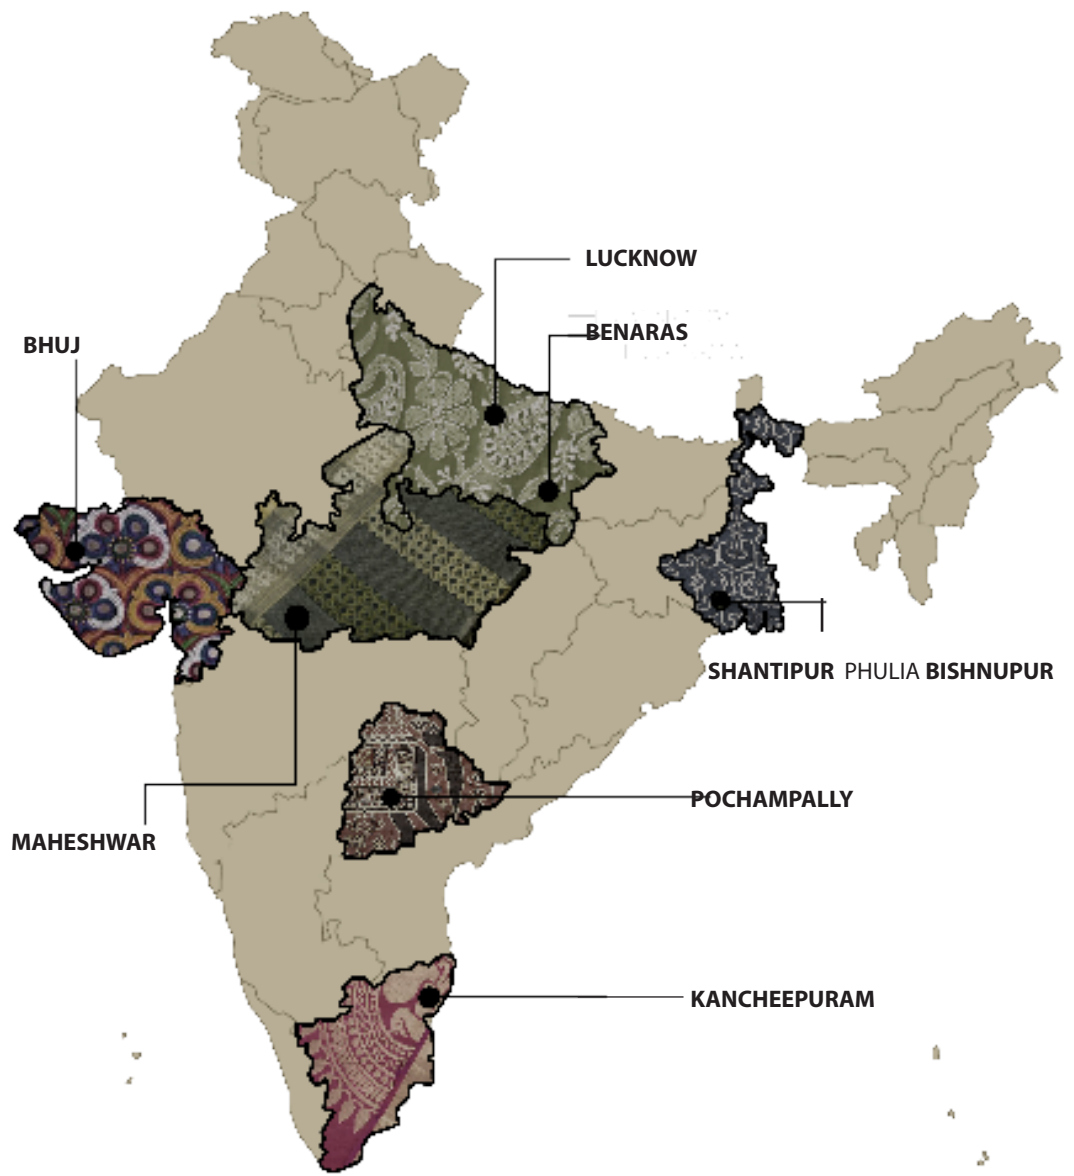 LUCKNOW
BENARAS
BHUJ
SHANTIPUR PHULIA BISHNUPUR
POCHAMPALLY
MAHESHWAR
KANCHEEPURAM